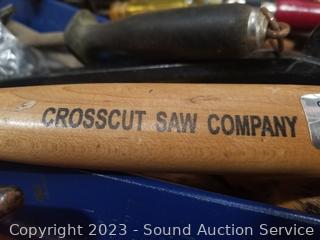 CROSSCUT SAW COMPANY
Copyright 2023 - Sound Auction Service